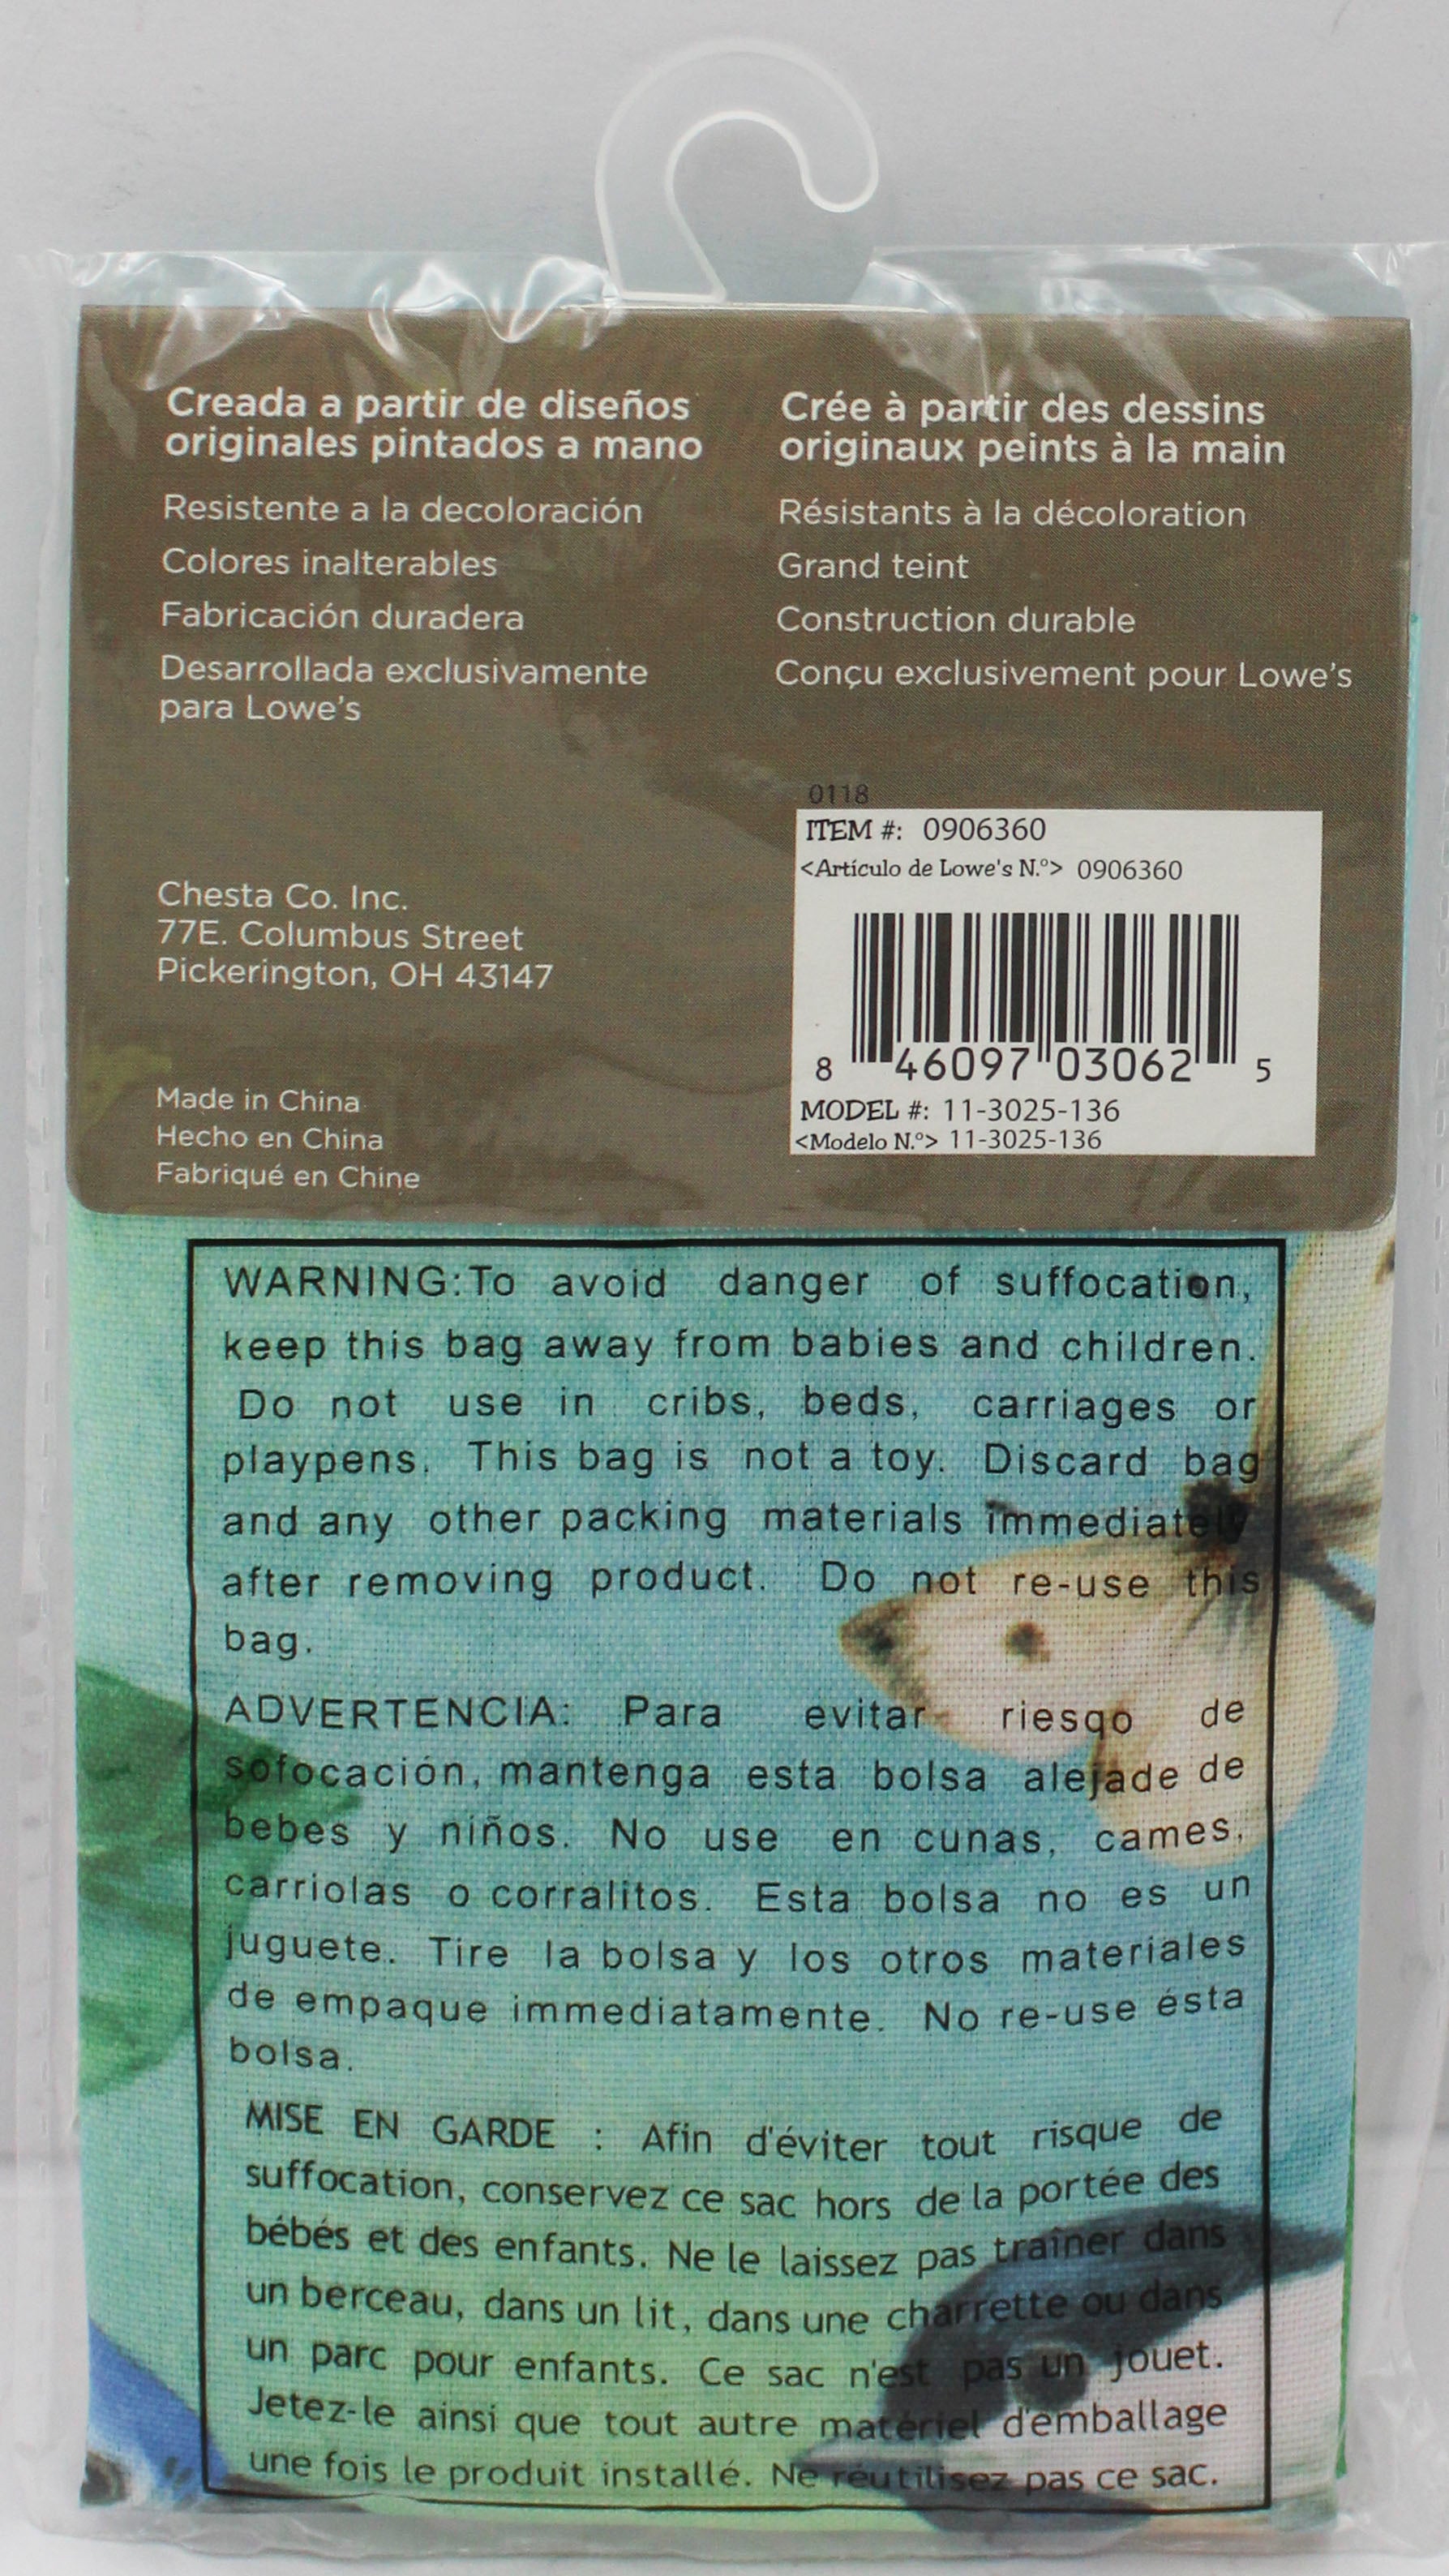 Creada a partir de diseños
originales pintados a mano
Resistente a la decoloración
Colores inalterables
Fabricación duradera
Desarrollada exclusivamente
para Lowe's
Crée à partir des dessins
originaux peints à la main
Résistants à la décoloration
Grand teint
Construction durable
Conçu exclusivement pour Lowe's
Chesta Co. Inc.
77E. Columbus Street
Pickerington, OH 43147
Made in China
Hecho en China
Fabriqué en Chine
0118
ITEM #: 0906360
<Artículo de Lowe's N.º> 0906360
8 46097 03062 5
MODEL #: 11-3025-136
<Modelo N.º> 11-3025-136
WARNING:To avoid danger of suffocation,
keep this bag away from babies and children.
Do not use in cribs, beds, carriages or
playpens. This bag is not a toy. Discard bag
and any other packing materials immediately
after removing product. Do not re-use this
bag.
ADVERTENCIA: Para evitar riesqo de
sofocación, mantenga esta bolsa alejade de
bebes y niños. No use en cunas, cames,
carriolas o corralitos. Esta bolsa no es un
juguete. Tire la bolsa y los otros materiales
de empaque immediatamente. No re-use ésta
bolsa.
MISE EN GARDE : Afin d'éviter tout risque de
suffocation, conservez ce sac hors de la portée des
bébés et des enfants. Ne le laissez pas traîner dans
un berceau, dans un lit, dans une charrette ou dans
un parc pour enfants. Ce sac n'est pas un jouet.
Jetez-le ainsi que tout autre matériel d'emballage
une fois le produit installé. Ne réutilisez pas ce sac.